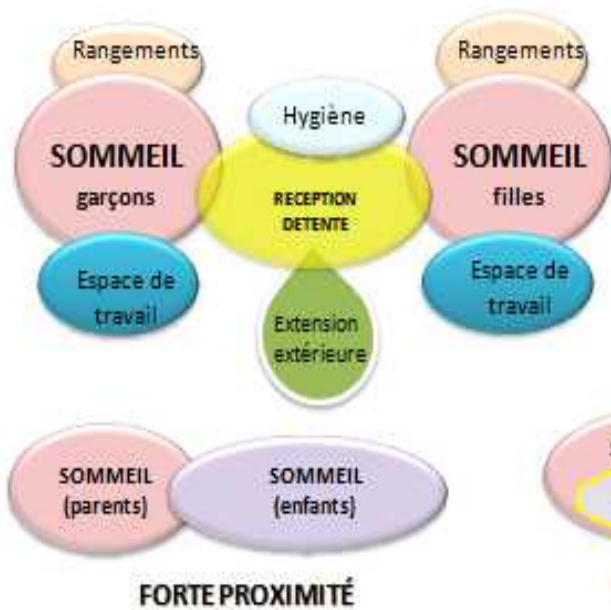 Rangements
Rangements
Hygiène
SOMMEIL
garçons
RECEPTION
DETENTE
SOMMEIL
filles
Espace de
travail
Extension
extérieure
Espace de
travail
SOMMEIL
(parents)
SOMMEIL
(enfants)
FORTE PROXIMITÉ